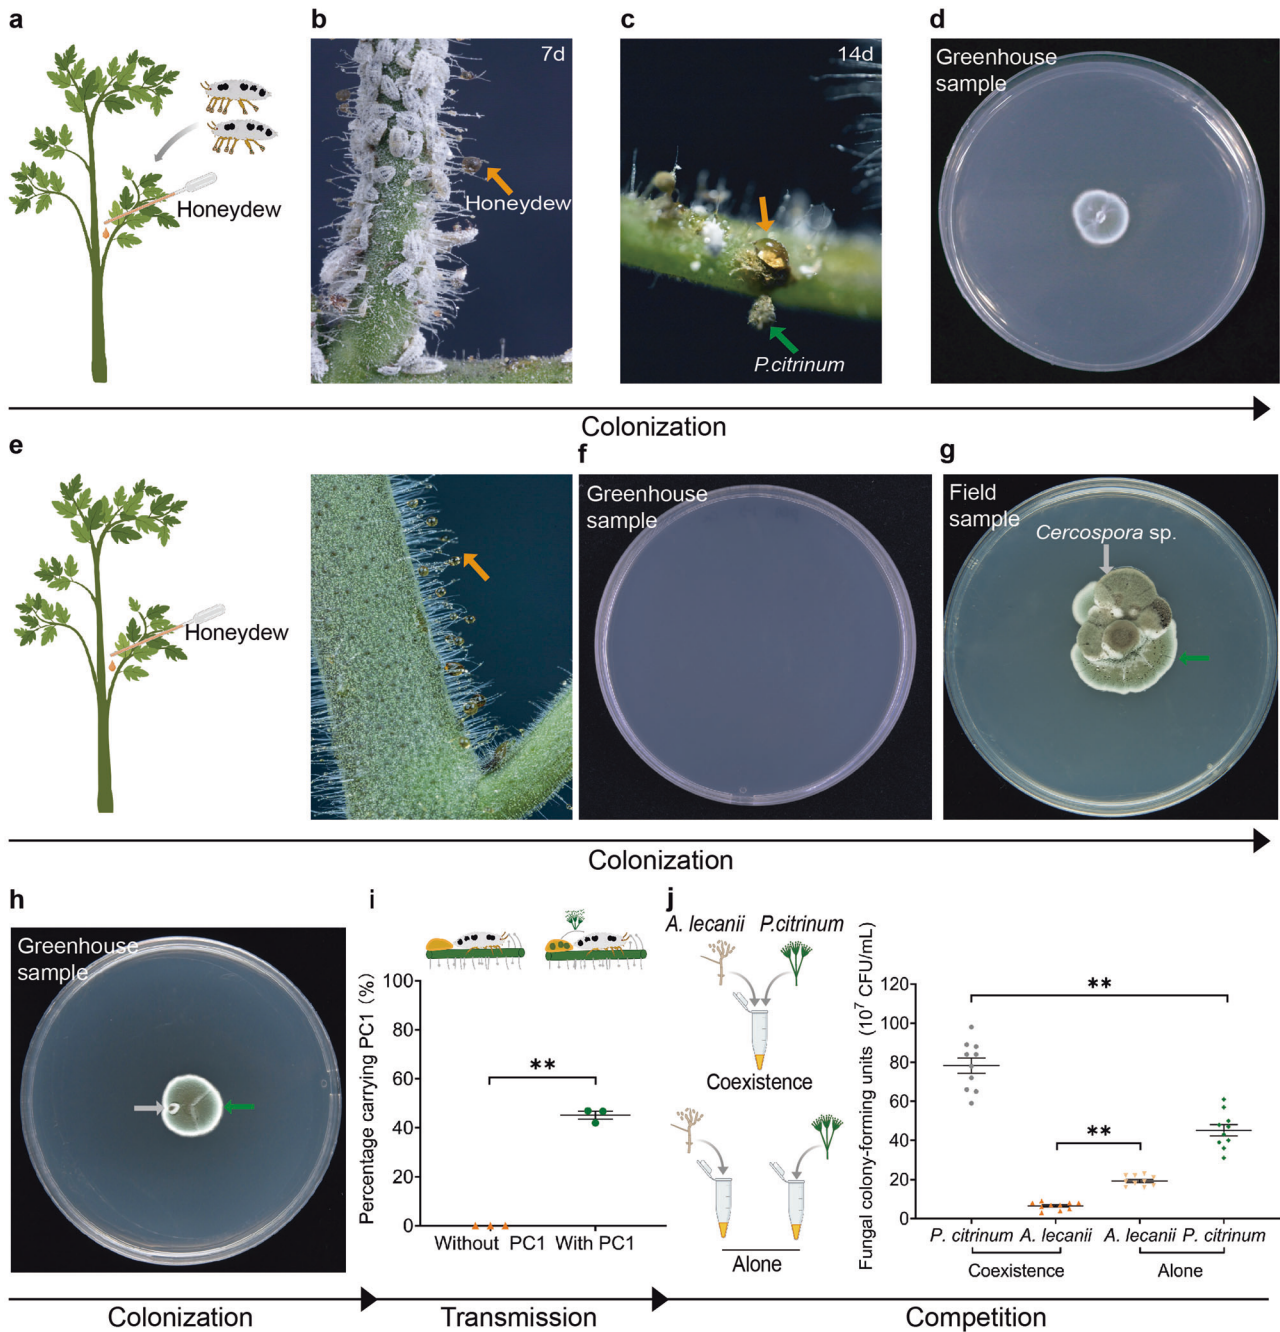 a
b
c
d
7d
14d
Greenhouse
sample
Honeydew
Honeydew
P.citrinum
Colonization
e
f
g
Greenhouse
sample
Field
sample
Cercospora sp.
Honeydew
Colonization
h
i
j
Greenhouse
sample
A. lecanii P.citrinum
Coexistence
Alone
Percentage carrying PC1 (%)
100
80
60
40
20
0
**
Without PC1 With PC1
Fungal colony-forming units (10⁷ CFU/mL)
120
100
80
60
40
20
0
**
**
P. citrinum A. lecanii A. lecanii P. citrinum
Coexistence Alone
Colonization Transmission Competition